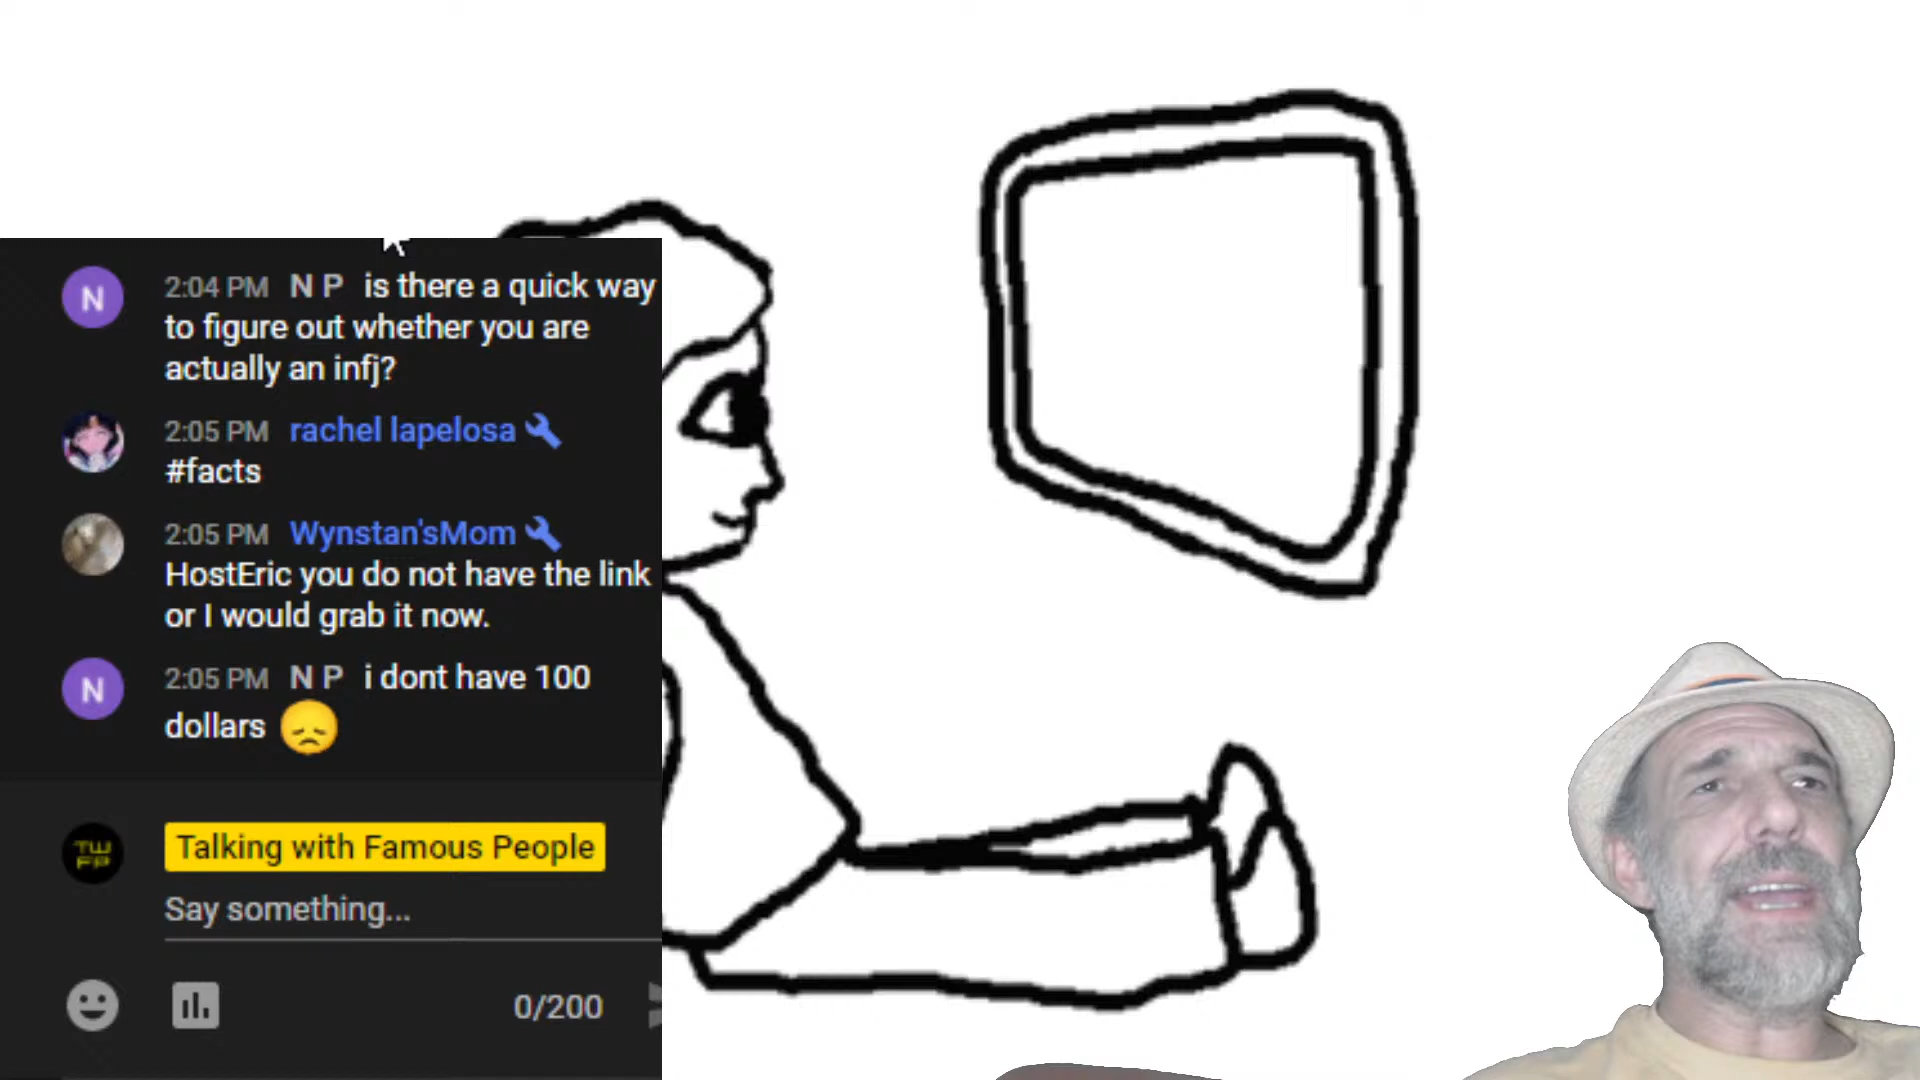 N 2:04 PM N P is there a quick way
to figure out whether you are
actually an infj?
2:05 PM rachel lapelosa
#facts
2:05 PM Wynstan'sMom
HostEric you do not have the link
or I would grab it now.
N 2:05 PM N P i dont have 100
dollars 😞
TW
FP
Talking with Famous People
Say something...
0/200